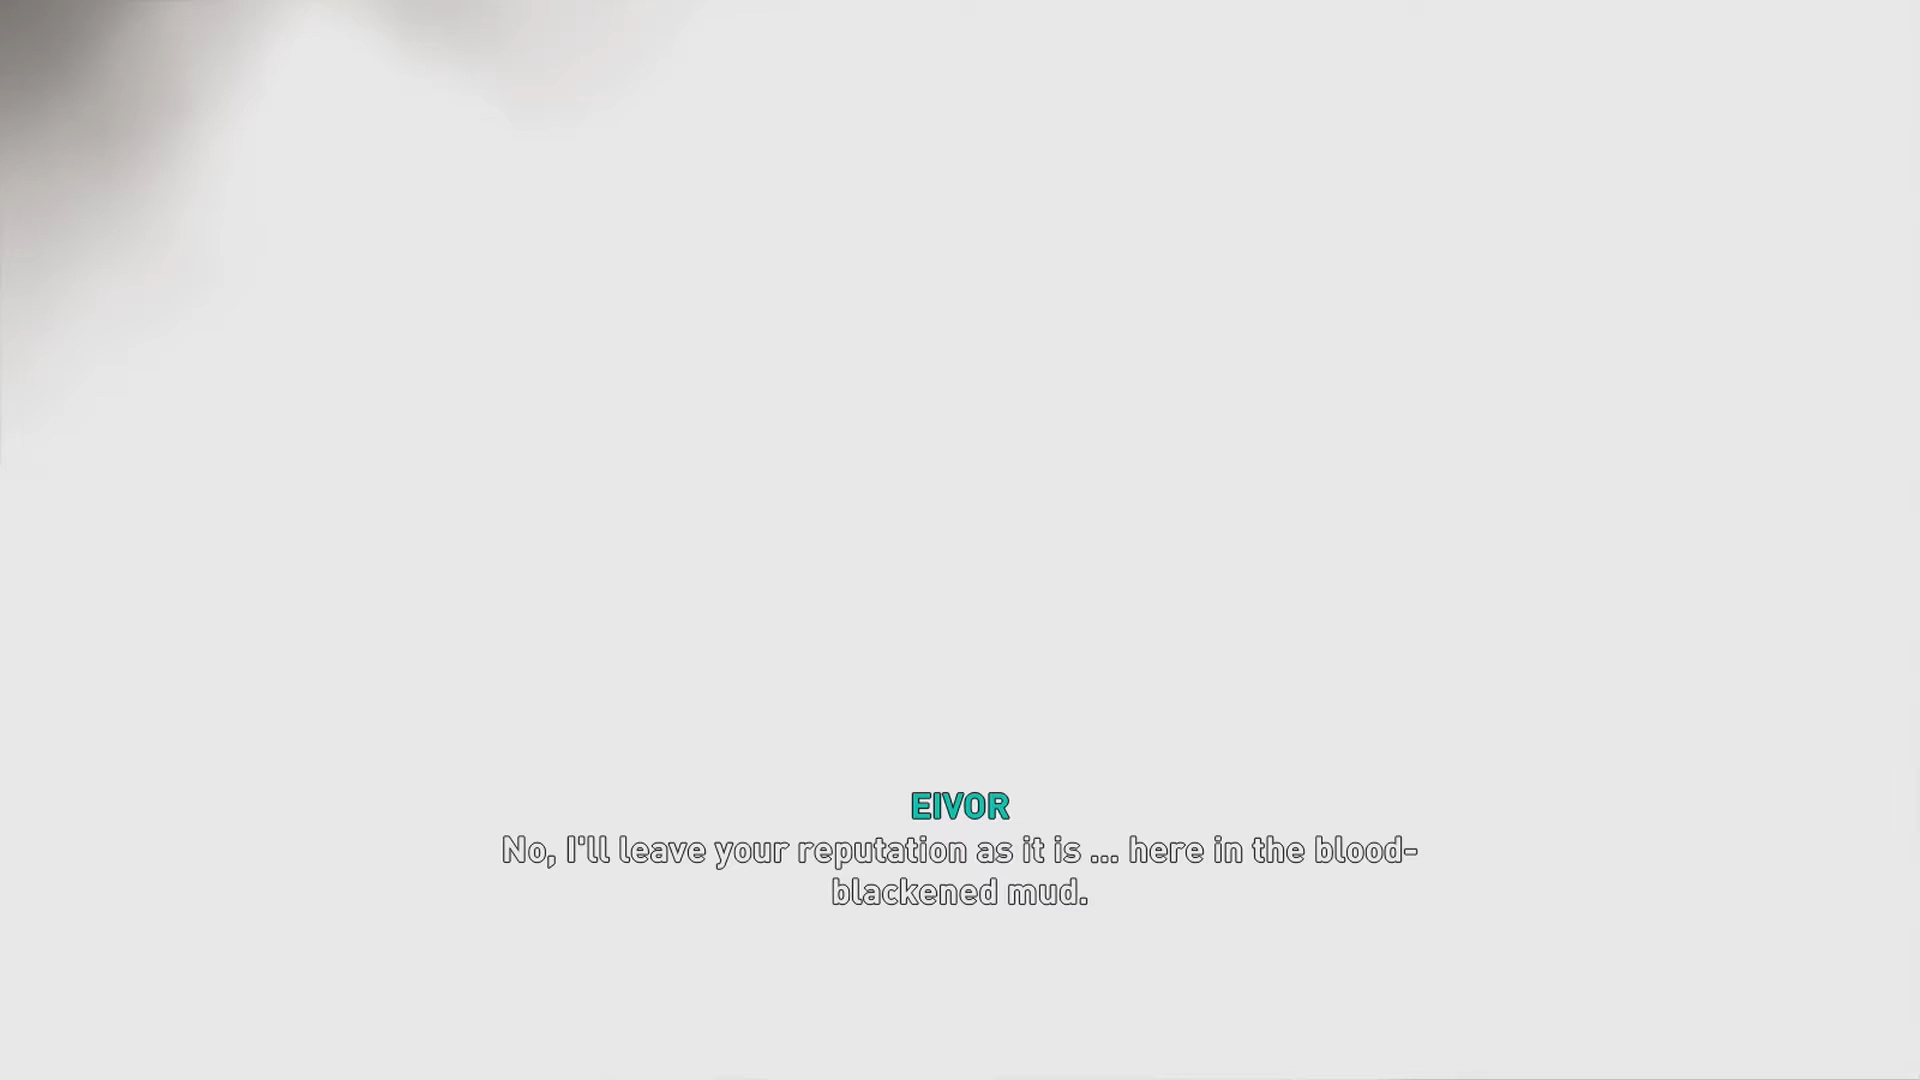 EIVOR
No, I'll leave your reputation as it is ... here in the blood-
blackened mud.